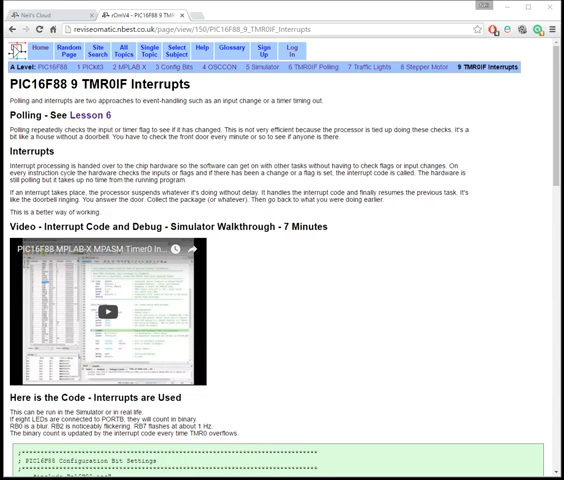 Neil's Cloud
rOmV4 - PIC16F88 9 TMR
reviseomatic.nbest.co.uk/page/view/150/PIC16F88_9_TMR0IF_Interrupts
Home Random Page Site Search All Topics Single Topic Select Subject Help Glossary Sign Up Log In
A Level: PIC16F88 1 PICkit3 2 MPLAB X 3 Config Bits 4 OSCCON 5 Simulator 6 TMR0IF Polling 7 Traffic Lights 8 Stepper Motor 9 TMR0IF Interrupts
PIC16F88 9 TMR0IF Interrupts
Polling and interrupts are two approaches to event-handling such as an input change or a timer timing out.
Polling - See Lesson 6
Polling repeatedly checks the input or timer flag to see if it has changed. This is not very efficient because the processor is tied up doing these checks. It's a
bit like a house without a doorbell. You have to check the front door every minute or so to see if anyone is there.
Interrupts
Interrupt processing is handed over to the chip hardware so the software can get on with other tasks without having to check flags or input changes. On
every instruction cycle the hardware checks the inputs or flags and if there has been a change or a flag is set, the interrupt code is called. The hardware is
still polling but it takes up no time from the running program.
If an interrupt takes place, the processor suspends whatever it's doing without delay. It handles the interrupt code and finally resumes the previous task. It's
like the doorbell ringing. You answer the door. Collect the package (or whatever). Then go back to what you were doing earlier.
This is a better way of working.
Video - Interrupt Code and Debug - Simulator Walkthrough - 7 Minutes
PIC16F88 MPLAB-X MPASM Timer0 In...
Here is the Code - Interrupts are Used
This can be run in the Simulator or in real life.
If eight LEDs are connected to PORTB, they will count in binary.
RB0 is a blur. RB2 is noticeably flickering. RB7 flashes at about 1 Hz.
The binary count is updated by the interrupt code every time TMR0 overflows.
; PIC16F88 Configuration Bit Settings